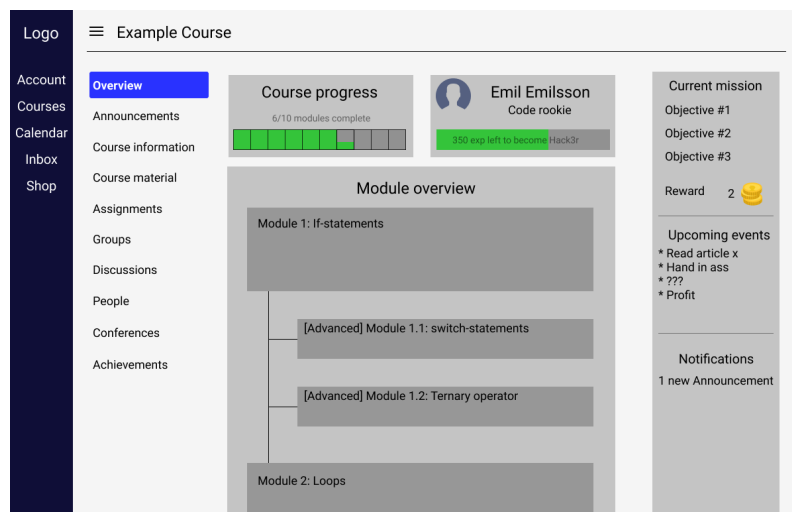 Logo
Account
Courses
Calendar
Inbox
Shop
Example Course
Overview
Announcements
Course information
Course material
Assignments
Groups
Discussions
People
Conferences
Achievements
Course progress
6/10 modules complete
Emil Emilsson
Code rookie
350 exp left to become Hack3r
Module overview
Module 1: If-statements
[Advanced] Module 1.1: switch-statements
[Advanced] Module 1.2: Ternary operator
Module 2: Loops
Current mission
Objective #1
Objective #2
Objective #3
Reward 2
Upcoming events
* Read article x
* Hand in ass
* ???
* Profit
Notifications
1 new Announcement